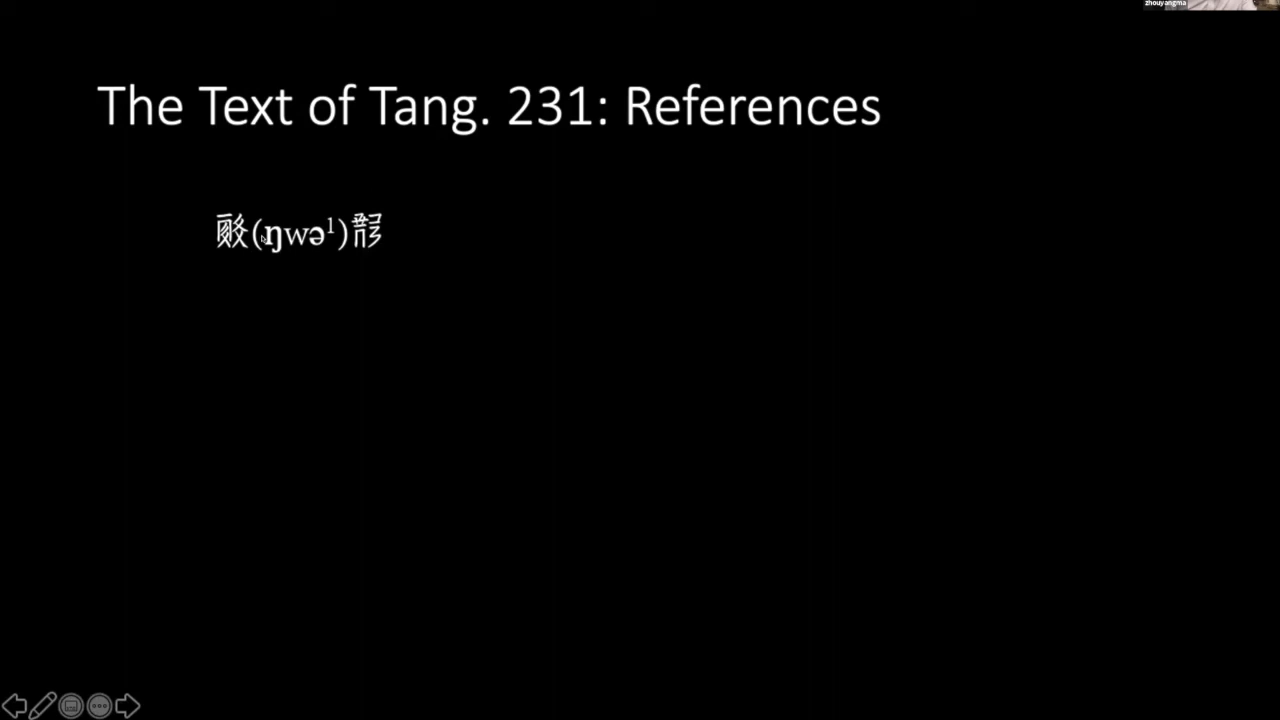 zhouyangma
The Text of Tang. 231: References
(ŋwə¹)